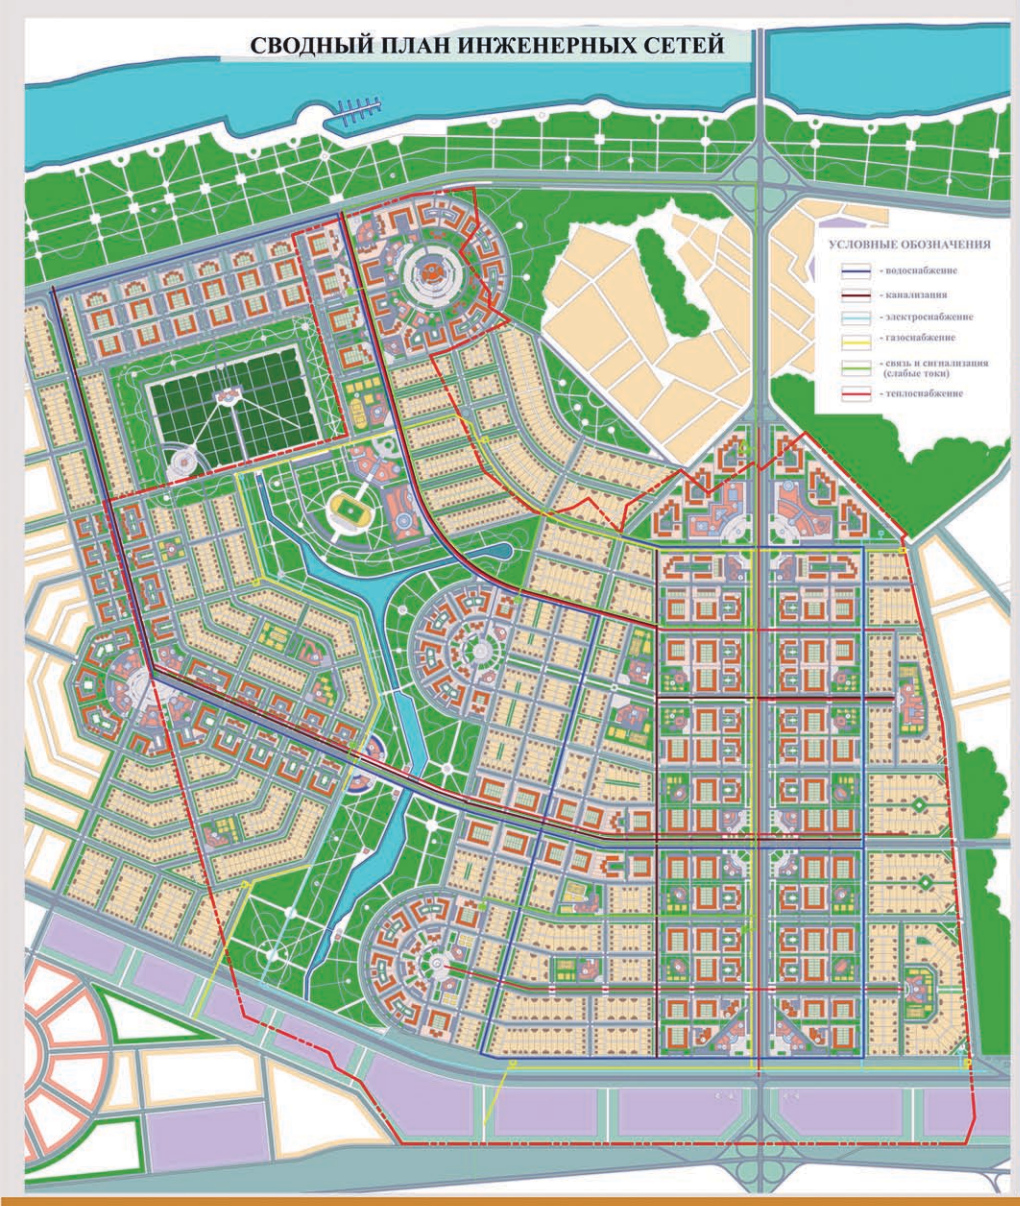 СВОДНЫЙ ПЛАН ИНЖЕНЕРНЫХ СЕТЕЙ
УСЛОВНЫЕ ОБОЗНАЧЕНИЯ
- водоснабжение
- канализация
- электроснабжение
- газоснабжение
- связь и сигнализация
(слабые токи)
- теплоснабжение